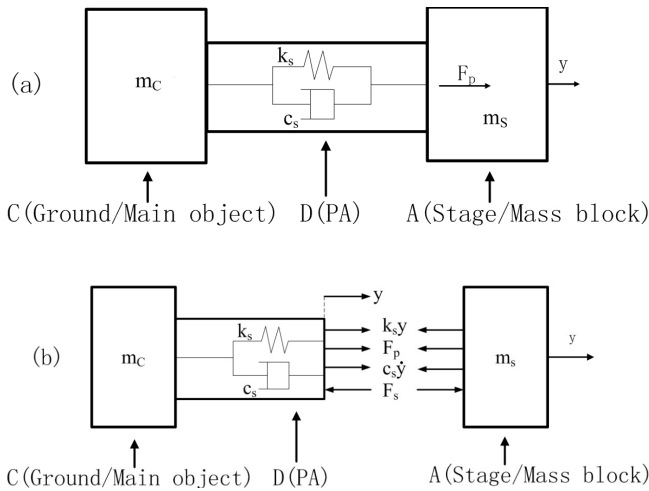 (a)
m_C
k_s
c_s
F_p
m_S
y
C(Ground/Main object) D(PA) A(Stage/Mass block)
(b)
m_C
k_s
c_s
y
k_sy
F_p
c_sẏ
F_s
m_s
y
C(Ground/Main object) D(PA) A(Stage/Mass block)